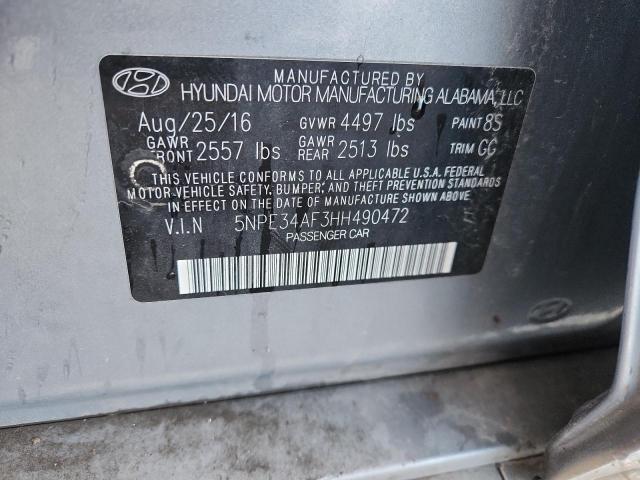 MANUFACTURED BY
HYUNDAI MOTOR MANUFACTURING ALABAMA, LLC
Aug/25/16 GVWR 4497 lbs PAINT 8S
GAWR FRONT 2557 lbs GAWR REAR 2513 lbs TRIM GG
THIS VEHICLE CONFORMS TO ALL APPLICABLE U.S.A. FEDERAL
MOTOR VEHICLE SAFETY, BUMPER, AND THEFT PREVENTION STANDARDS
IN EFFECT ON THE DATE OF MANUFACTURE SHOWN ABOVE.
V.I.N 5NPE34AF3HH490472
PASSENGER CAR